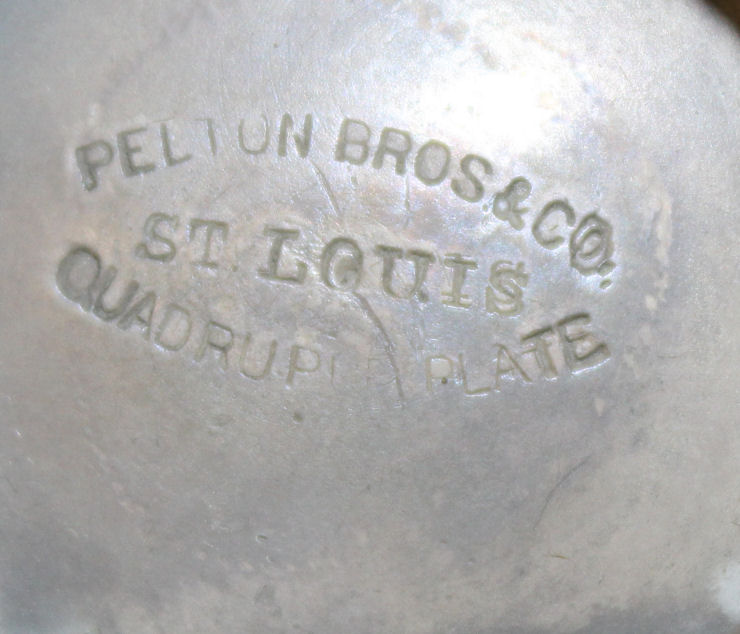 PELTON BROS. & CO.
ST. LOUIS
QUADRUPLE PLATE